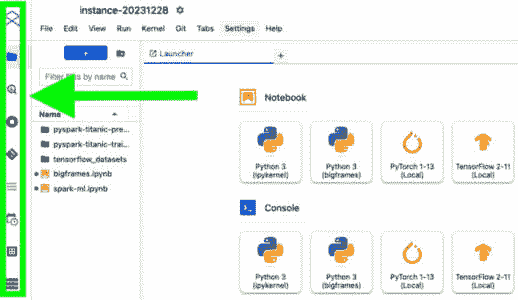 instance-20231228
File Edit View Run Kernel Git Tabs Settings Help
+
Launcher
+
Filter files by name
Name
pyspark-titanic-pre...
pyspark-titanic-trai...
tensorflow_datasets
bigframes.ipynb
spark-ml.ipynb
Notebook
Python 3
(ipykernel)
Python 3
(bigframes)
PyTorch 1-13
(Local)
TensorFlow 2-11
(Local)
Console
Python 3
(ipykernel)
Python 3
(bigframes)
PyTorch 1-13
(Local)
TensorFlow 2-11
(Local)